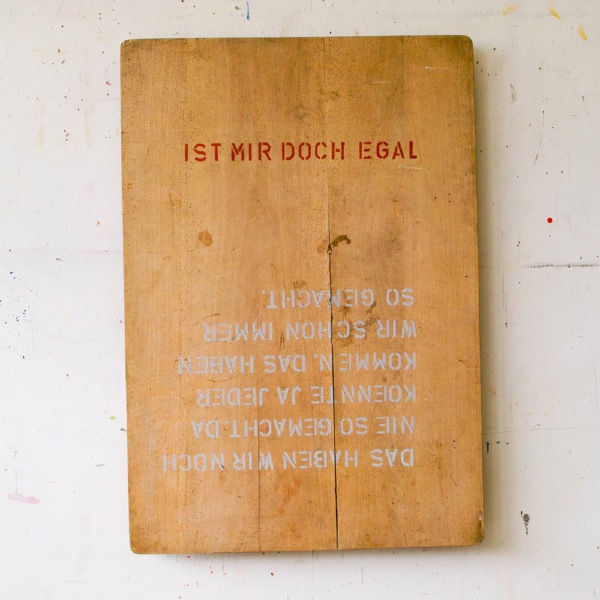 IST MIR DOCH EGAL
DAS HABEN WIR NOCH
NIE SO GEMACHT. DA
KOENNTE JA JEDER
KOMMEN. DAS HABEN
WIR SCHON IMMER
SO GEMACHT.